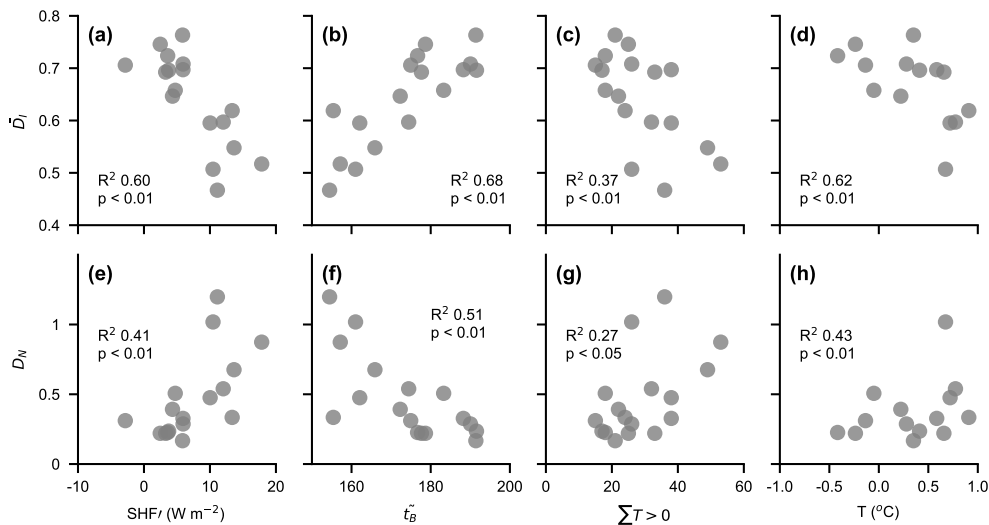 0.8
0.7
0.6
0.5
0.4
D̄_I
(a)
R² 0.60
p < 0.01
(b)
R² 0.68
p < 0.01
(c)
R² 0.37
p < 0.01
(d)
R² 0.62
p < 0.01
1
0.5
0
D_N
(e)
R² 0.41
p < 0.01
(f)
R² 0.51
p < 0.01
(g)
R² 0.27
p < 0.05
(h)
R² 0.43
p < 0.01
-10 0 10 20
160 180 200
0 20 40 60
-1.0 -0.5 0 0.5 1.0
SHF′ (W m⁻²)
t̃_B
∑T > 0
T (°C)